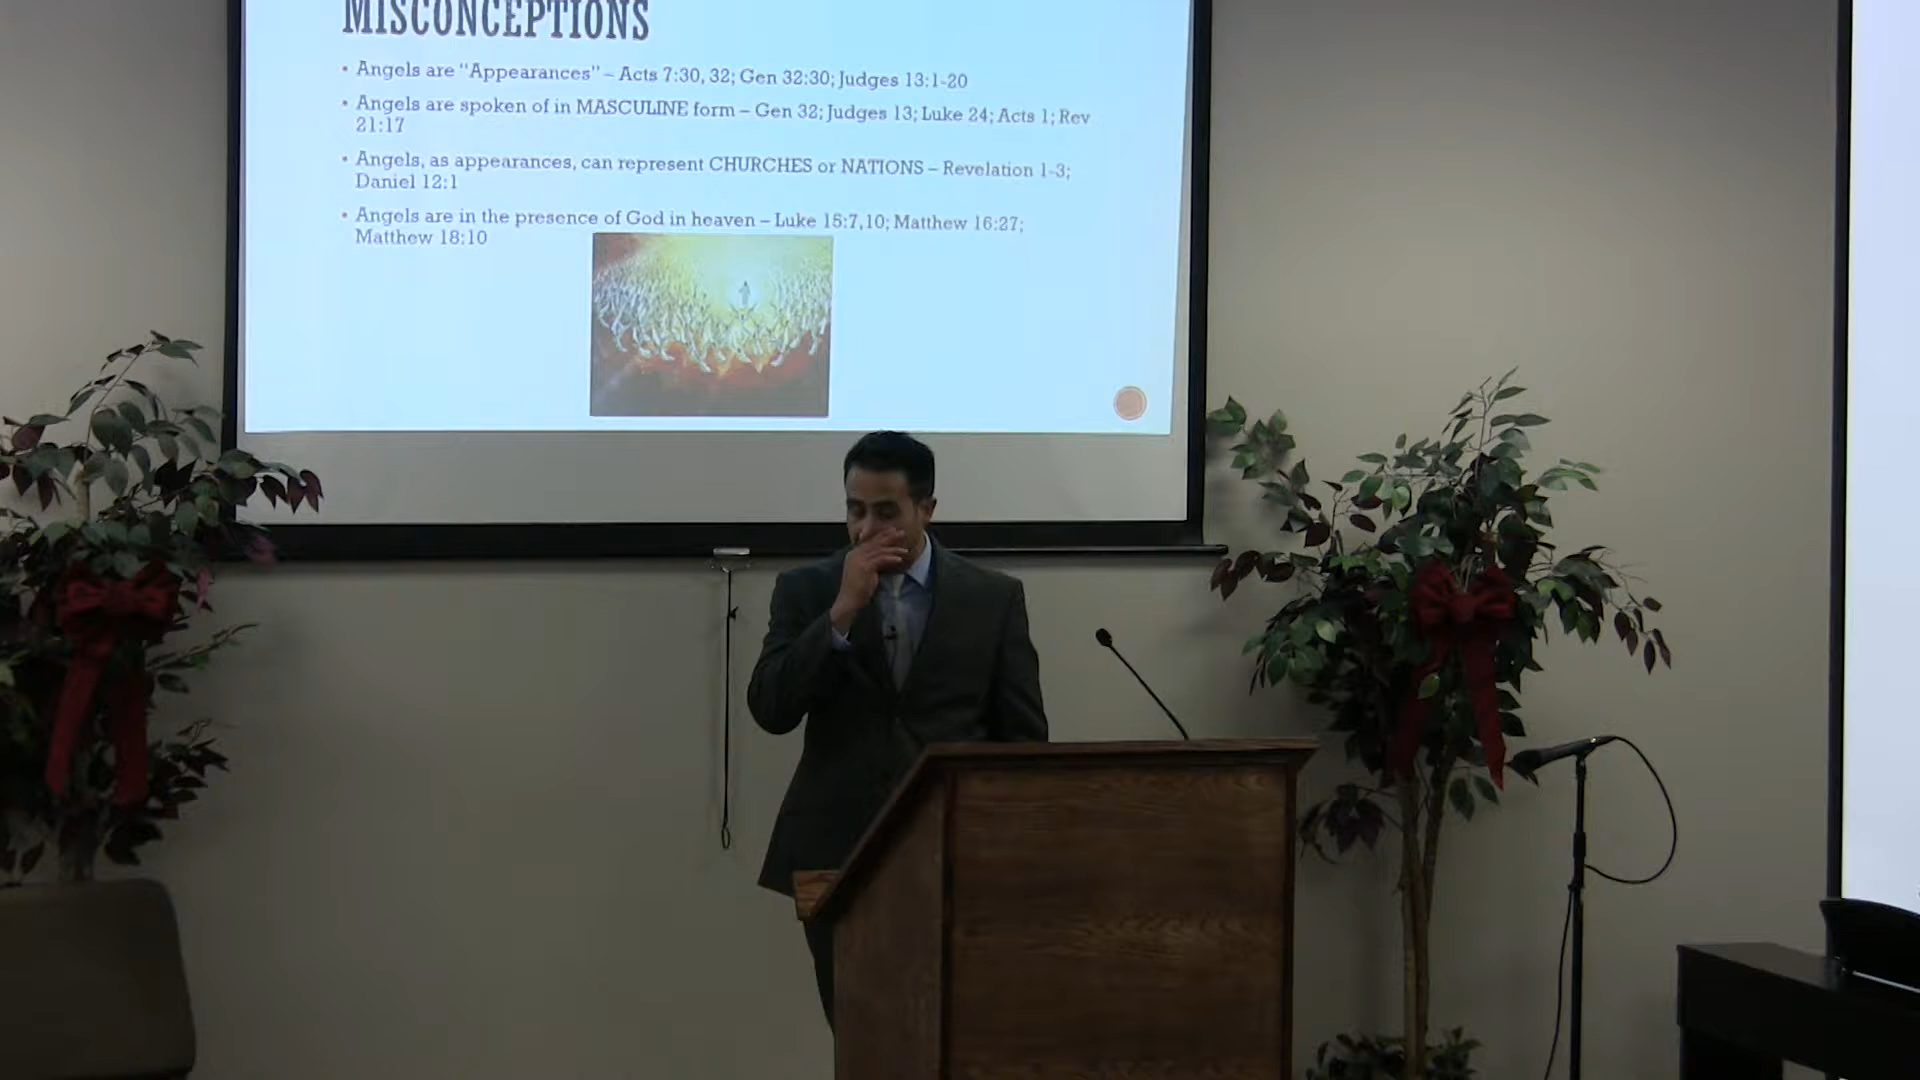 MISCONCEPTIONS
• Angels are "Appearances" – Acts 7:30, 32; Gen 32:30; Judges 13:1-20
• Angels are spoken of in MASCULINE form – Gen 32; Judges 13; Luke 24; Acts 1; Rev
21:17
• Angels, as appearances, can represent CHURCHES or NATIONS – Revelation 1-3;
Daniel 12:1
• Angels are in the presence of God in heaven – Luke 15:7,10; Matthew 16:27;
Matthew 18:10